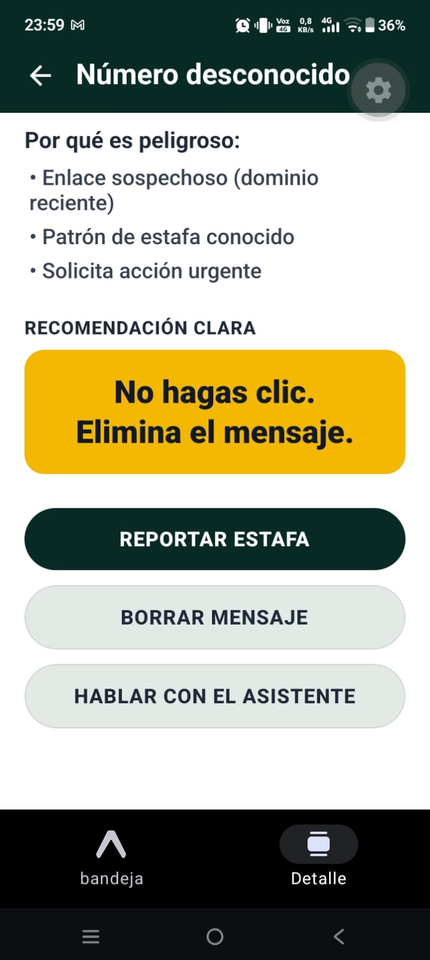 23:59
Voz 4G 0,8 KB/s 4G 36%
Número desconocido
Por qué es peligroso:
• Enlace sospechoso (dominio
reciente)
• Patrón de estafa conocido
• Solicita acción urgente
RECOMENDACIÓN CLARA
No hagas clic.
Elimina el mensaje.
REPORTAR ESTAFA
BORRAR MENSAJE
HABLAR CON EL ASISTENTE
bandeja
Detalle